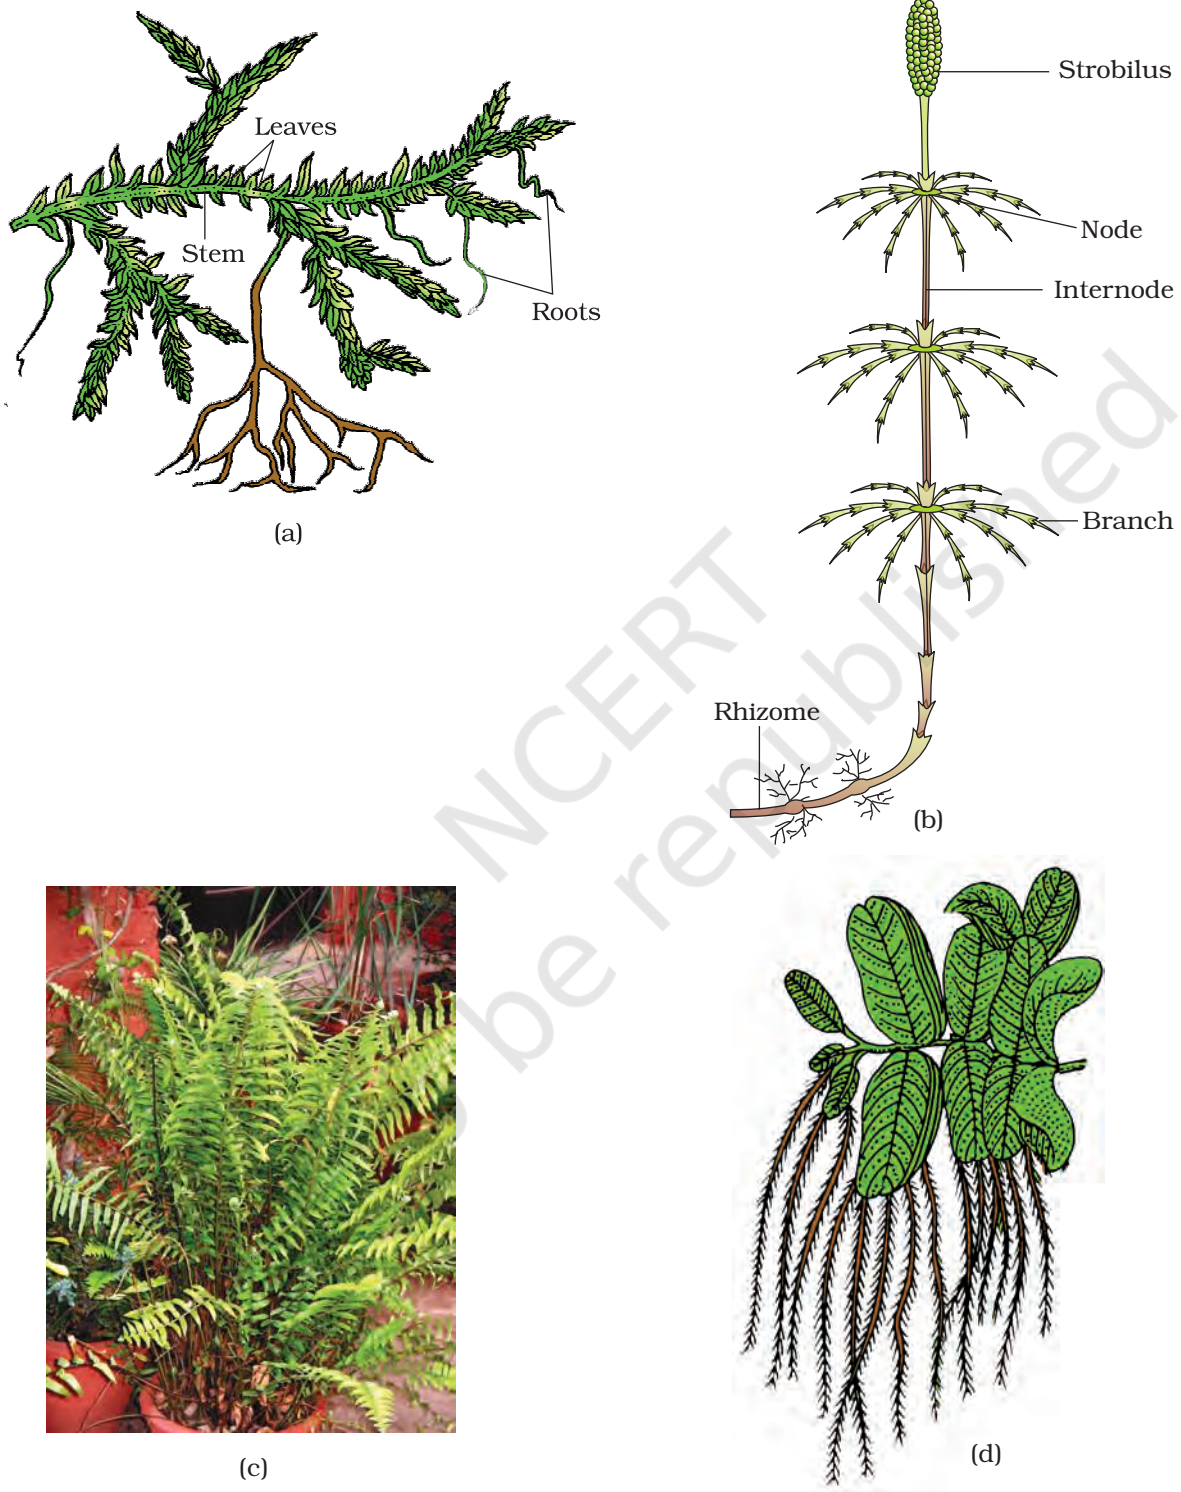 Leaves
Stem
Roots
(a)
Strobilus
Node
Internode
Branch
Rhizome
(b)
(c)
(d)
NCERT
be republished